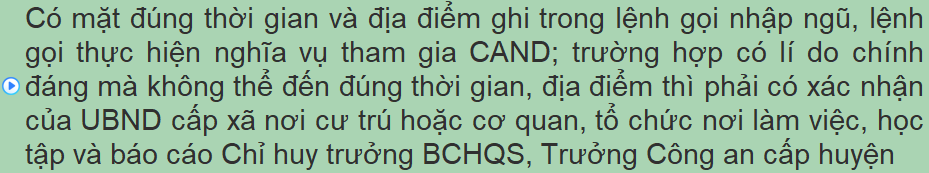 Có mặt đúng thời gian và địa điểm ghi trong lệnh gọi nhập ngũ, lệnh
gọi thực hiện nghĩa vụ tham gia CAND; trường hợp có lí do chính
đáng mà không thể đến đúng thời gian, địa điểm thì phải có xác nhận
của UBND cấp xã nơi cư trú hoặc cơ quan, tổ chức nơi làm việc, học
tập và báo cáo Chỉ huy trưởng BCHQS, Trưởng Công an cấp huyện